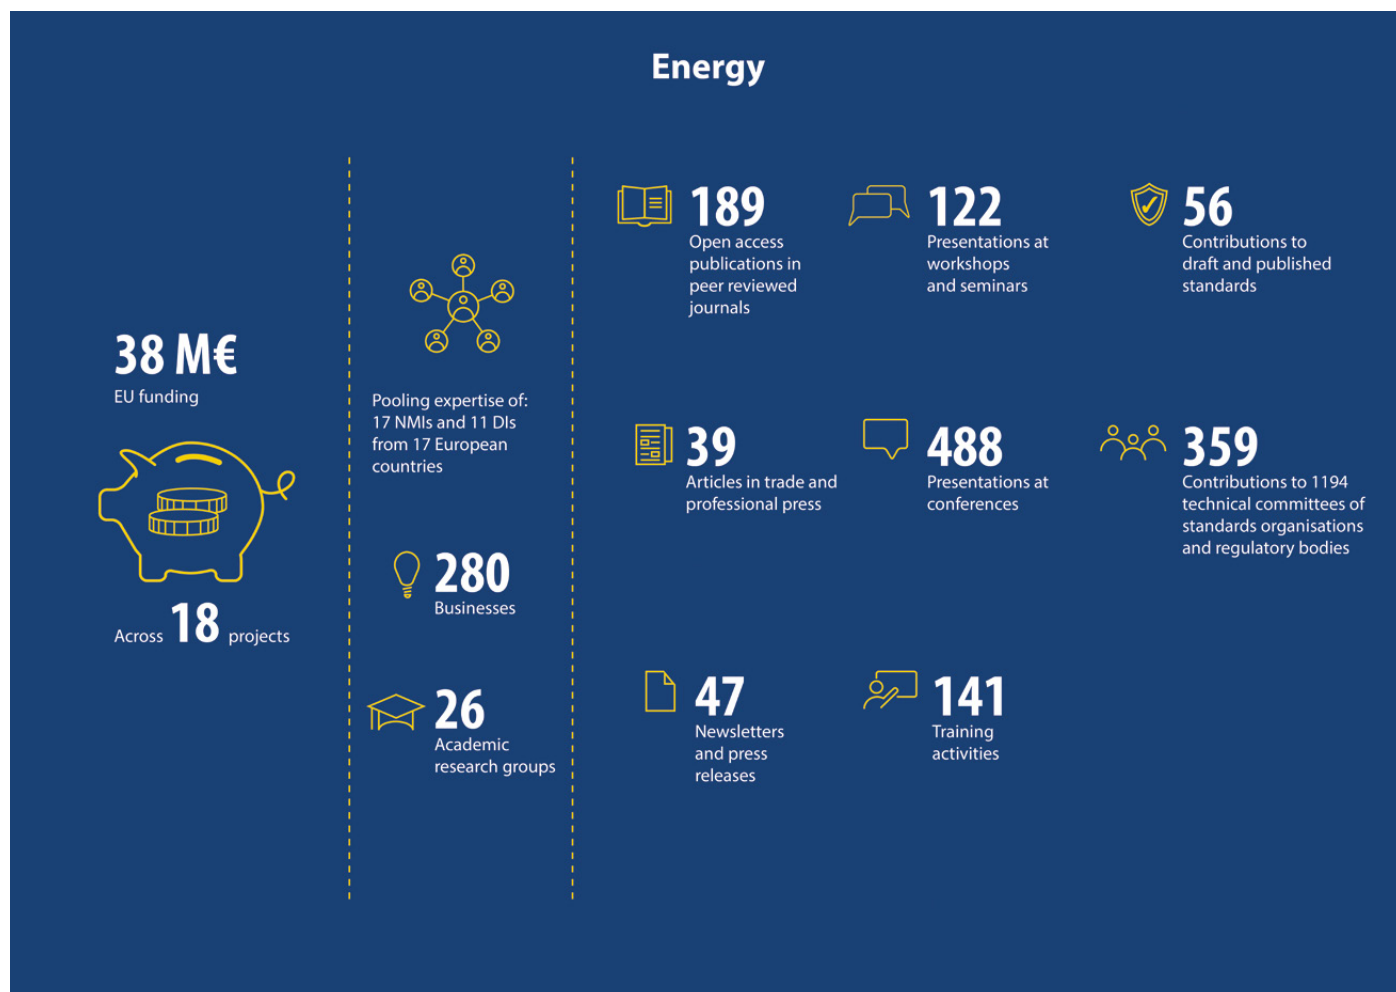 Energy
38 M€
EU funding
Across 18 projects
Pooling expertise of:
17 NMIs and 11 DIs
from 17 European
countries
280
Businesses
26
Academic
research groups
189
Open access
publications in
peer reviewed
journals
122
Presentations at
workshops
and seminars
56
Contributions to
draft and published
standards
39
Articles in trade and
professional press
488
Presentations at
conferences
359
Contributions to 1194
technical committees of
standards organisations
and regulatory bodies
47
Newsletters
and press
releases
141
Training
activities